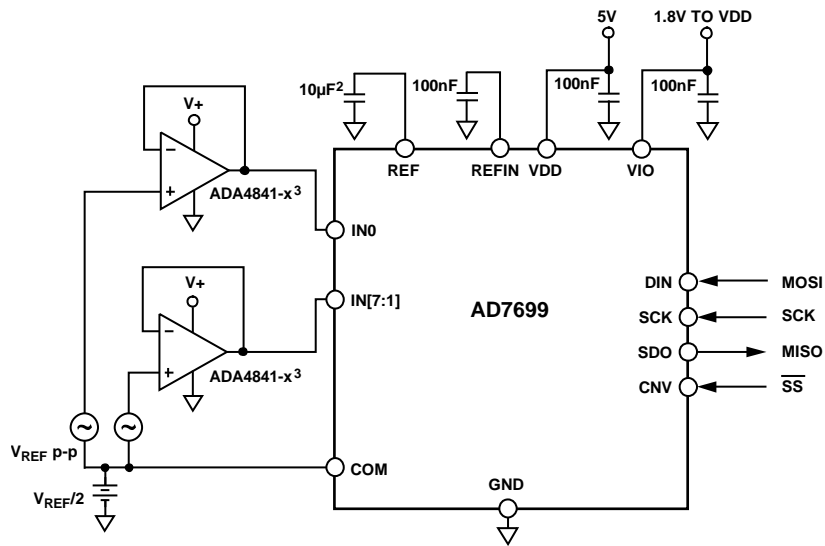 5V
1.8V TO VDD
10µF²
100nF
100nF
100nF
V+
–
+
ADA4841-x³
REF
REFIN
VDD
VIO
IN0
V+
–
+
ADA4841-x³
IN[7:1]
AD7699
DIN
MOSI
SCK
SCK
SDO
MISO
CNV
SS
~
~
VREF p-p
VREF/2
COM
GND